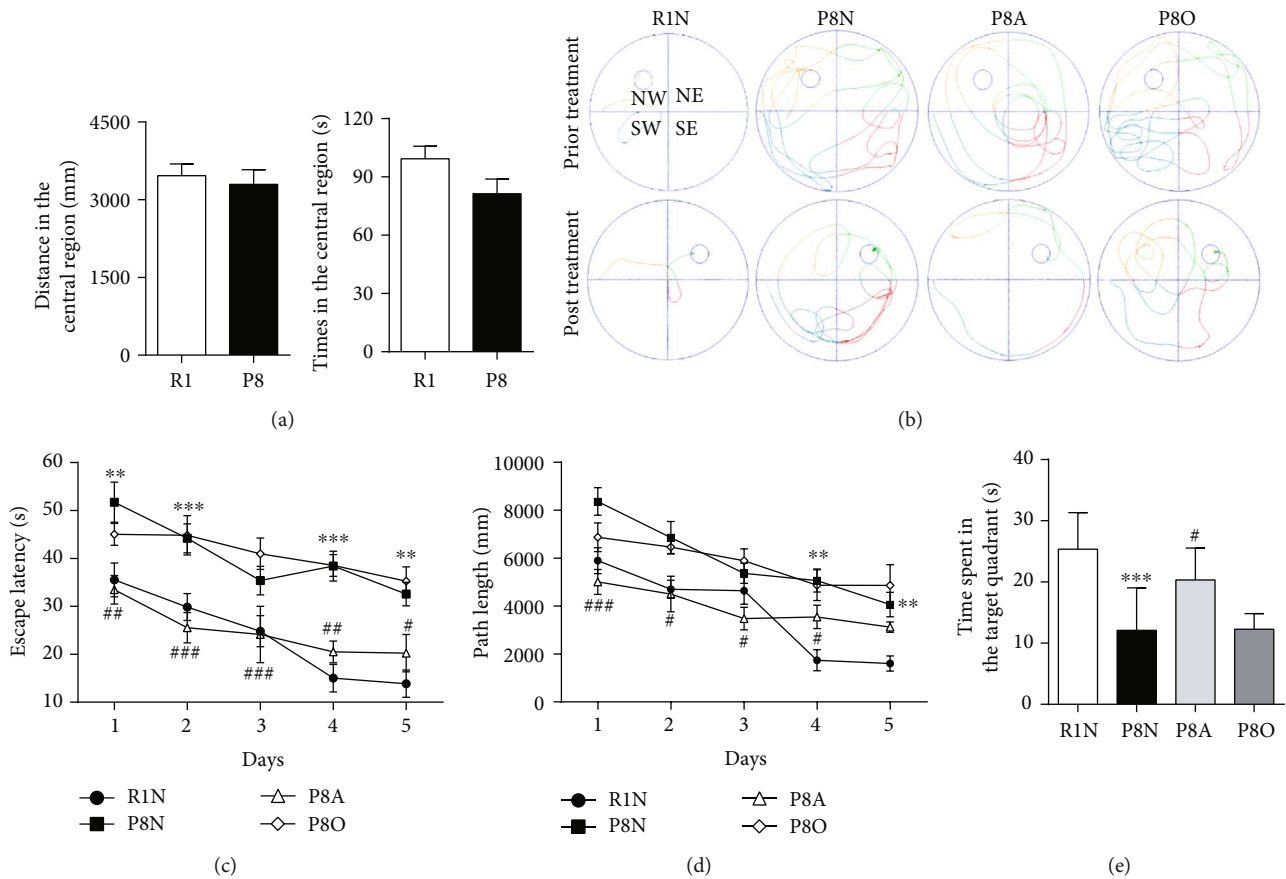 Distance in the
central region (mm)
4500
3000
1500
0
R1
P8
Times in the central region (s)
120
90
60
30
0
R1
P8
(a)
R1N
P8N
P8A
P8O
Prior treatment
NW
NE
SW
SE
Post treatment
(b)
Escape latency (s)
60
50
40
30
20
10
**
***
***
**
##
###
###
##
#
1
2
3
4
5
Days
R1N
P8A
P8N
P8O
(c)
Path length (mm)
10000
8000
6000
4000
2000
0
**
**
###
#
#
#
1
2
3
4
5
Days
R1N
P8A
P8N
P8O
(d)
Time spent in
the target quadrant (s)
40
30
20
10
0
***
#
R1N
P8N
P8A
P8O
(e)